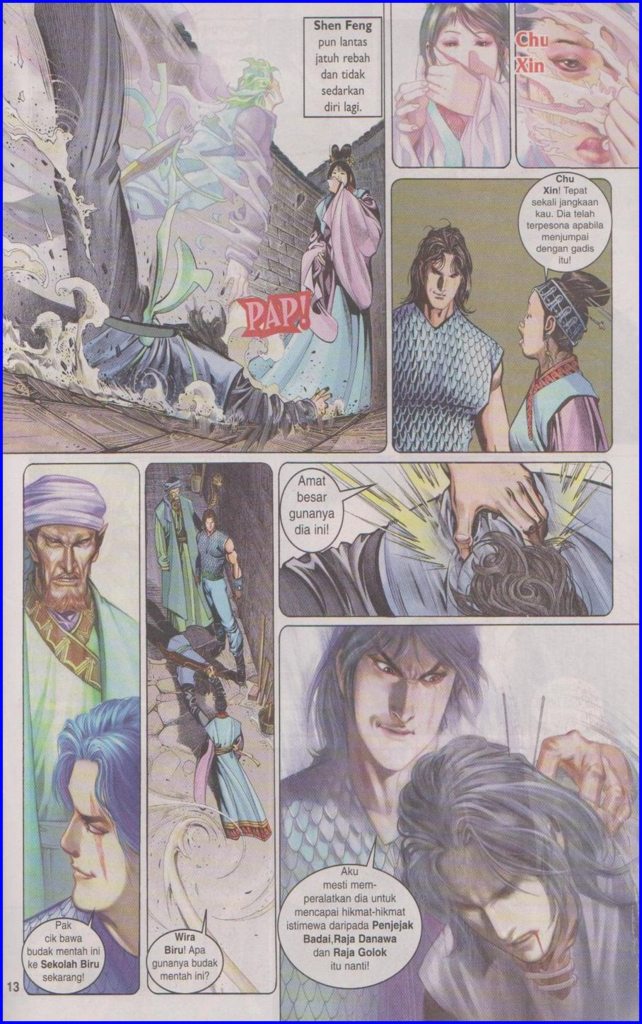 Shen Feng
pun lantas
jatuh rebah
dan tidak
sedarkan
diri lagi.
Chu
Xin
PAP!
Chu
Xin! Tepat
sekali jangkaan
kau. Dia telah
terpesona apabila
menjumpai
dengan gadis
itu!
Pak
cik bawa
budak mentah ini
ke Sekolah Biru
sekarang!
Wira
Biru! Apa
gunanya budak
mentah ini?
Amat
besar
gunanya
dia ini!
Aku
mesti mem-
peralatkan dia untuk
mencapai hikmat-hikmat
istimewa daripada Penjejak
Badai,Raja Danawa
dan Raja Golok
itu nanti!
13